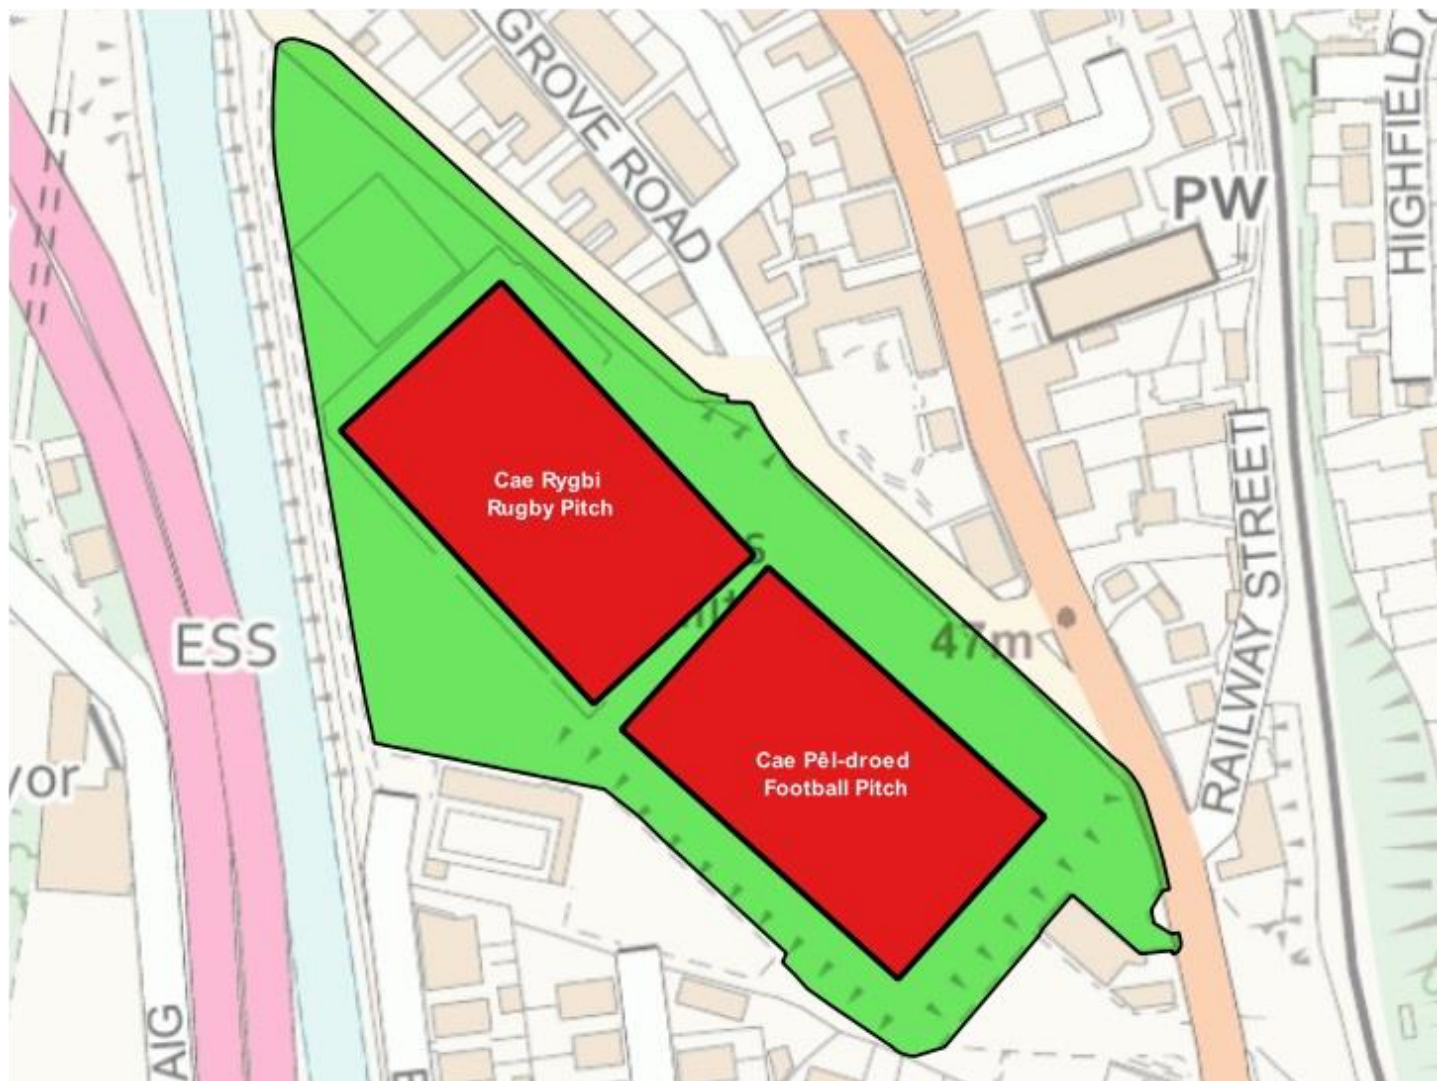 GROVE ROAD
HIGHFIELD
PW
Cae Rygbi
Rugby Pitch
RAILWAY STREET
47m
ESS
Cae Pêl-droed
Football Pitch
vor
AIG